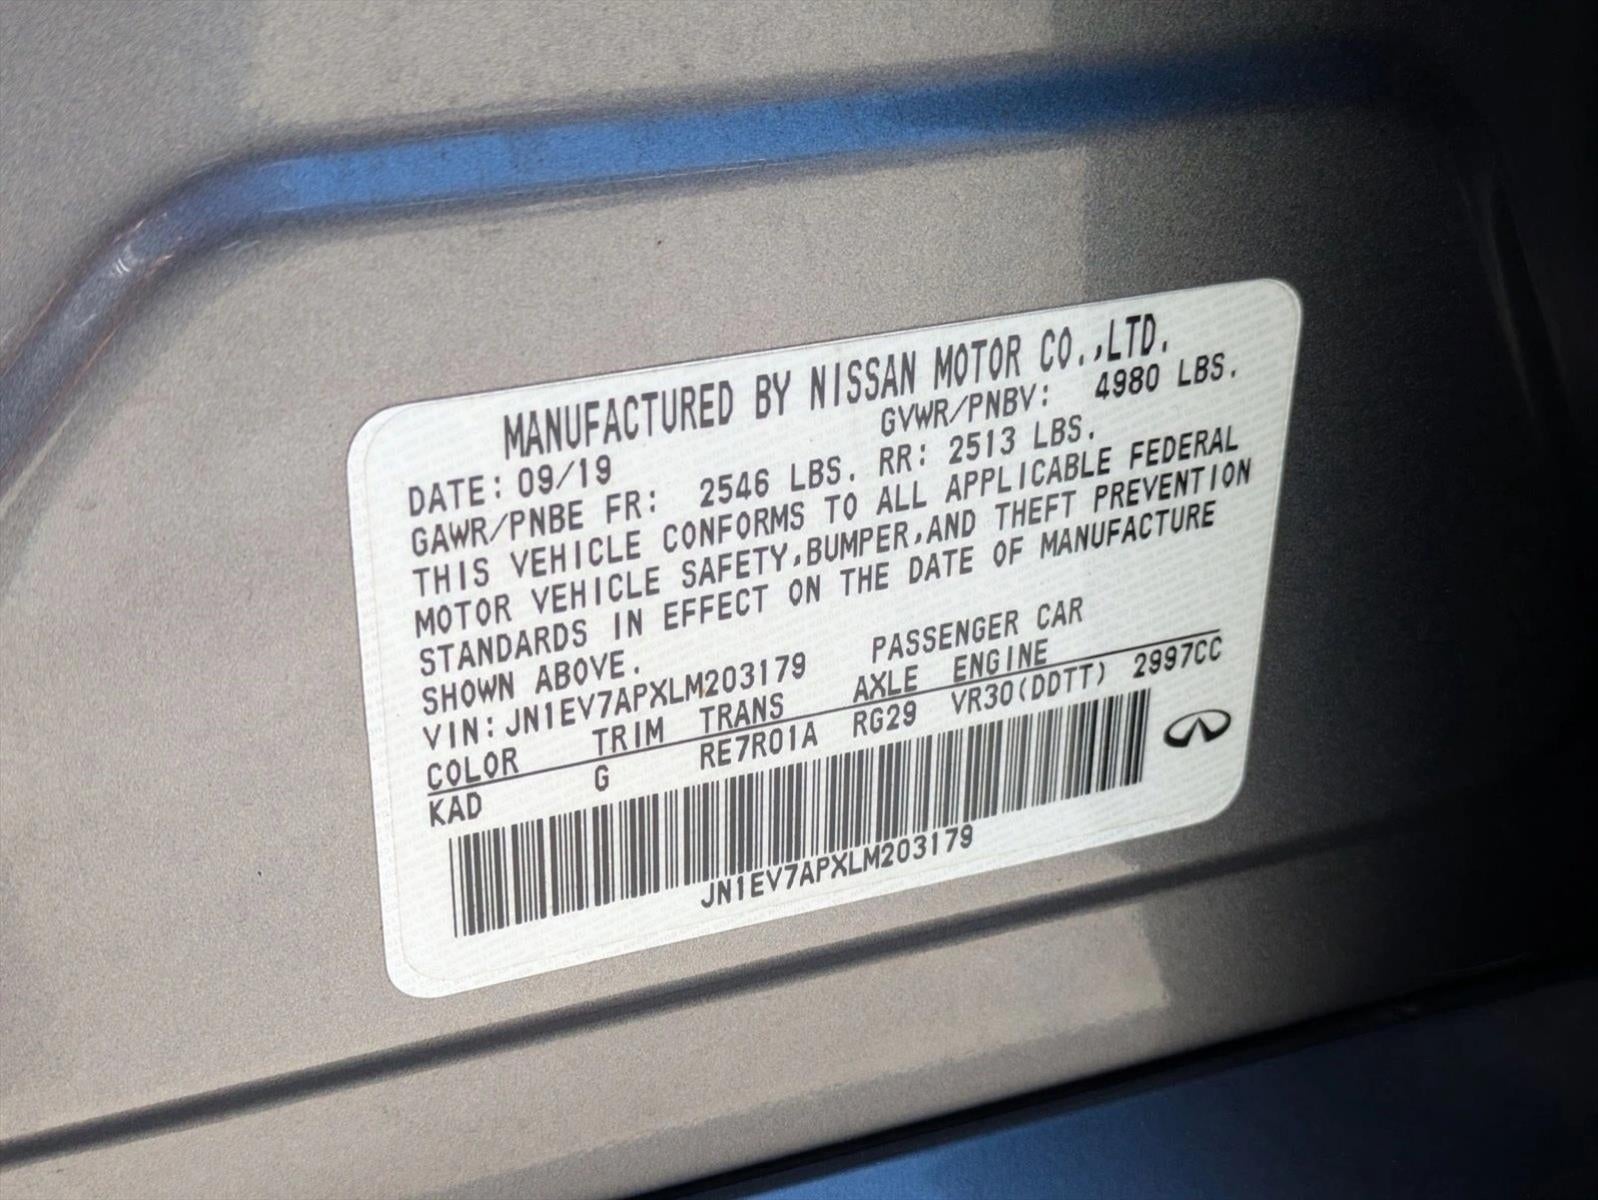 MANUFACTURED BY NISSAN MOTOR CO.,LTD.
DATE: 09/19 GVWR/PNBV: 4980 LBS.
GAWR/PNBE FR: 2546 LBS. RR: 2513 LBS.
THIS VEHICLE CONFORMS TO ALL APPLICABLE FEDERAL
MOTOR VEHICLE SAFETY,BUMPER,AND THEFT PREVENTION
STANDARDS IN EFFECT ON THE DATE OF MANUFACTURE
SHOWN ABOVE.
VIN: JN1EV7APXLM203179 PASSENGER CAR
COLOR TRIM TRANS AXLE ENGINE
KAD G RE7R01A RG29 VR30(DDTT) 2997CC
JN1EV7APXLM203179